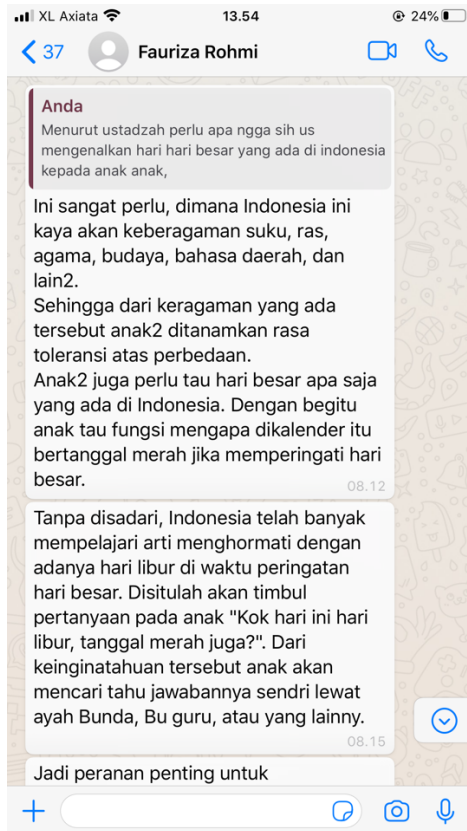 XL Axiata 13.54 24%
37 Fauriza Rohmi
Anda
Menurut ustadzah perlu apa ngga sih us
mengenalkan hari hari besar yang ada di indonesia
kepada anak anak,
Ini sangat perlu, dimana Indonesia ini
kaya akan keberagaman suku, ras,
agama, budaya, bahasa daerah, dan
lain2.
Sehingga dari keragaman yang ada
tersebut anak2 ditanamkan rasa
toleransi atas perbedaan.
Anak2 juga perlu tau hari besar apa saja
yang ada di Indonesia. Dengan begitu
anak tau fungsi mengapa dikalender itu
bertanggal merah jika memperingati hari
besar.
08.12
Tanpa disadari, Indonesia telah banyak
mempelajari arti menghormati dengan
adanya hari libur di waktu peringatan
hari besar. Disitulah akan timbul
pertanyaan pada anak "Kok hari ini hari
libur, tanggal merah juga?". Dari
keinginatahuan tersebut anak akan
mencari tahu jawabannya sendri lewat
ayah Bunda, Bu guru, atau yang lainny.
08.15
Jadi peranan penting untuk